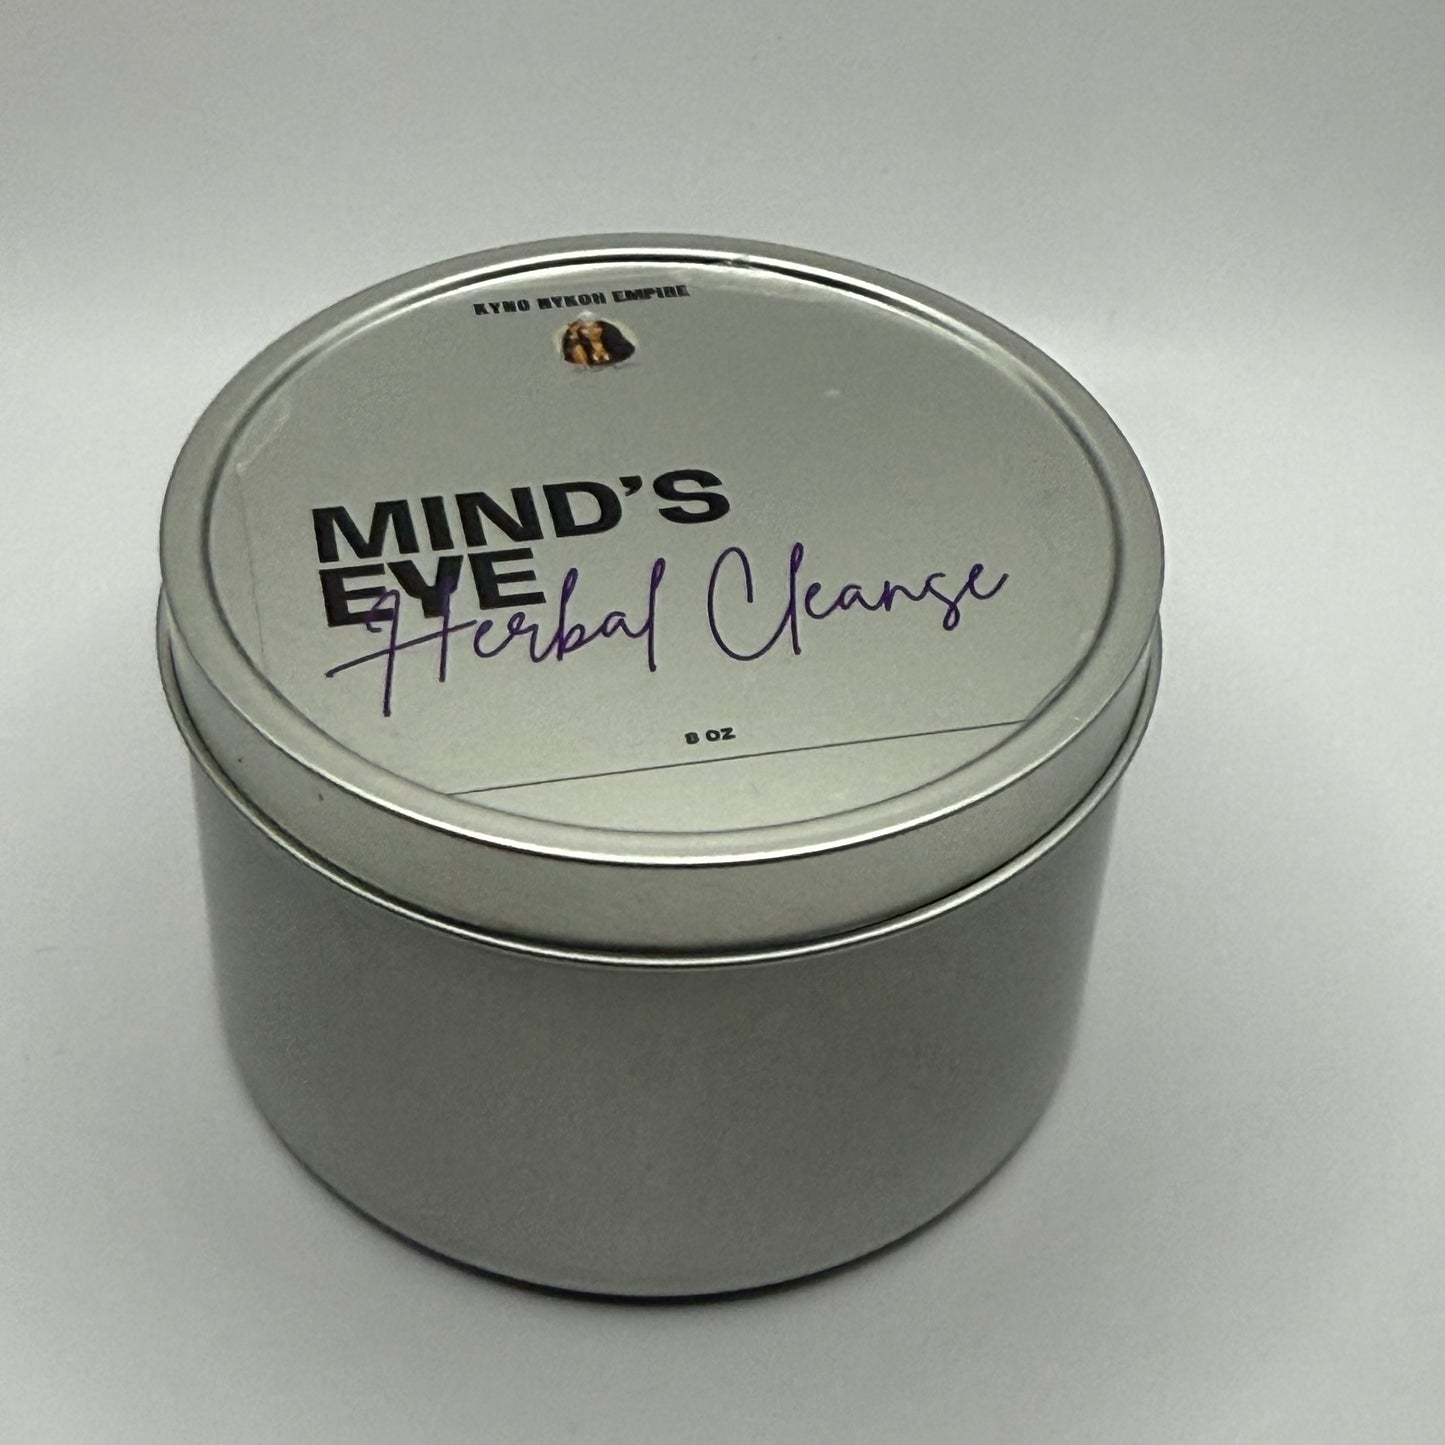 KYNO NYKOH EMPIRE
MIND'S
EYE
Herbal Cleanse
8 OZ